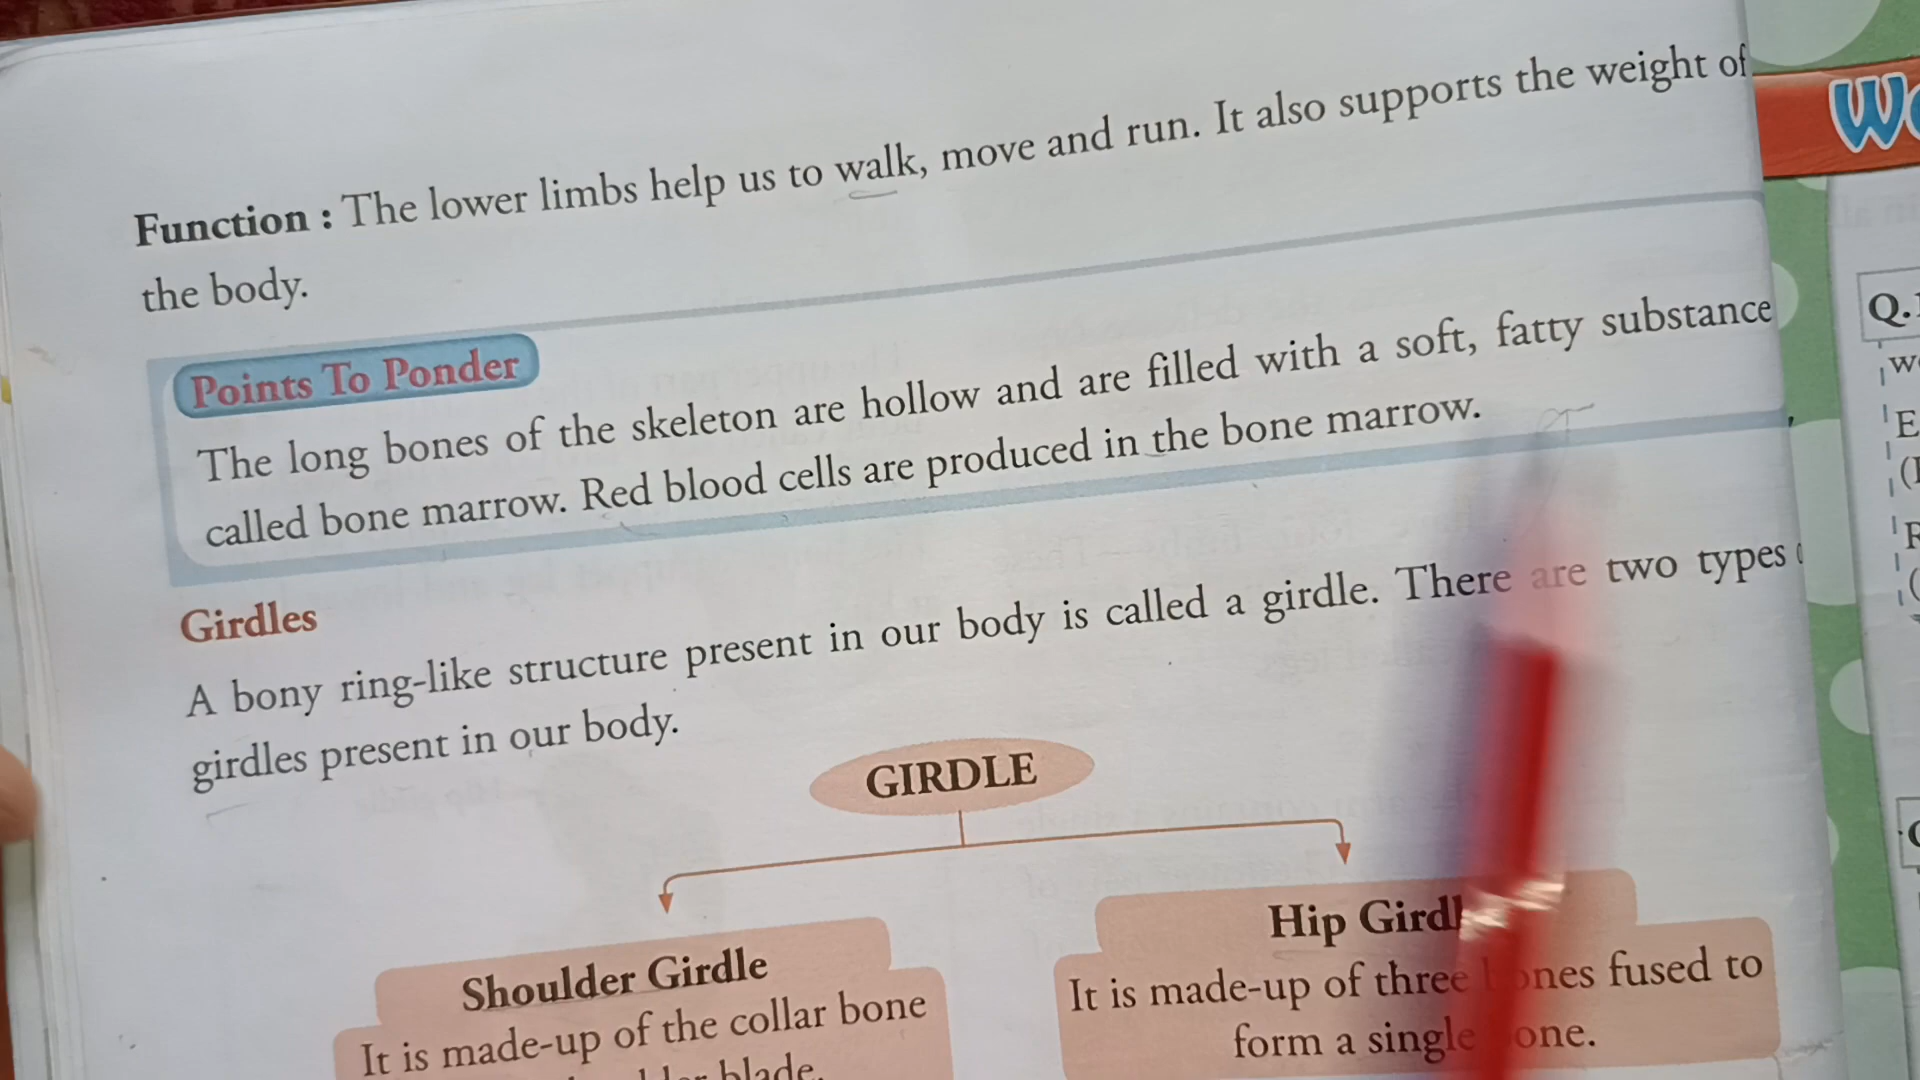 Function : The lower limbs help us to walk, move and run. It also supports the weight of
the body.
Points To Ponder
The long bones of the skeleton are hollow and are filled with a soft, fatty substance
called bone marrow. Red blood cells are produced in the bone marrow.
Girdles
A bony ring-like structure present in our body is called a girdle. There are two types
girdles present in our body.
GIRDLE
Shoulder Girdle
It is made-up of the collar bone
blade.
Hip
It is made-up of three fused to
form a single
Q.